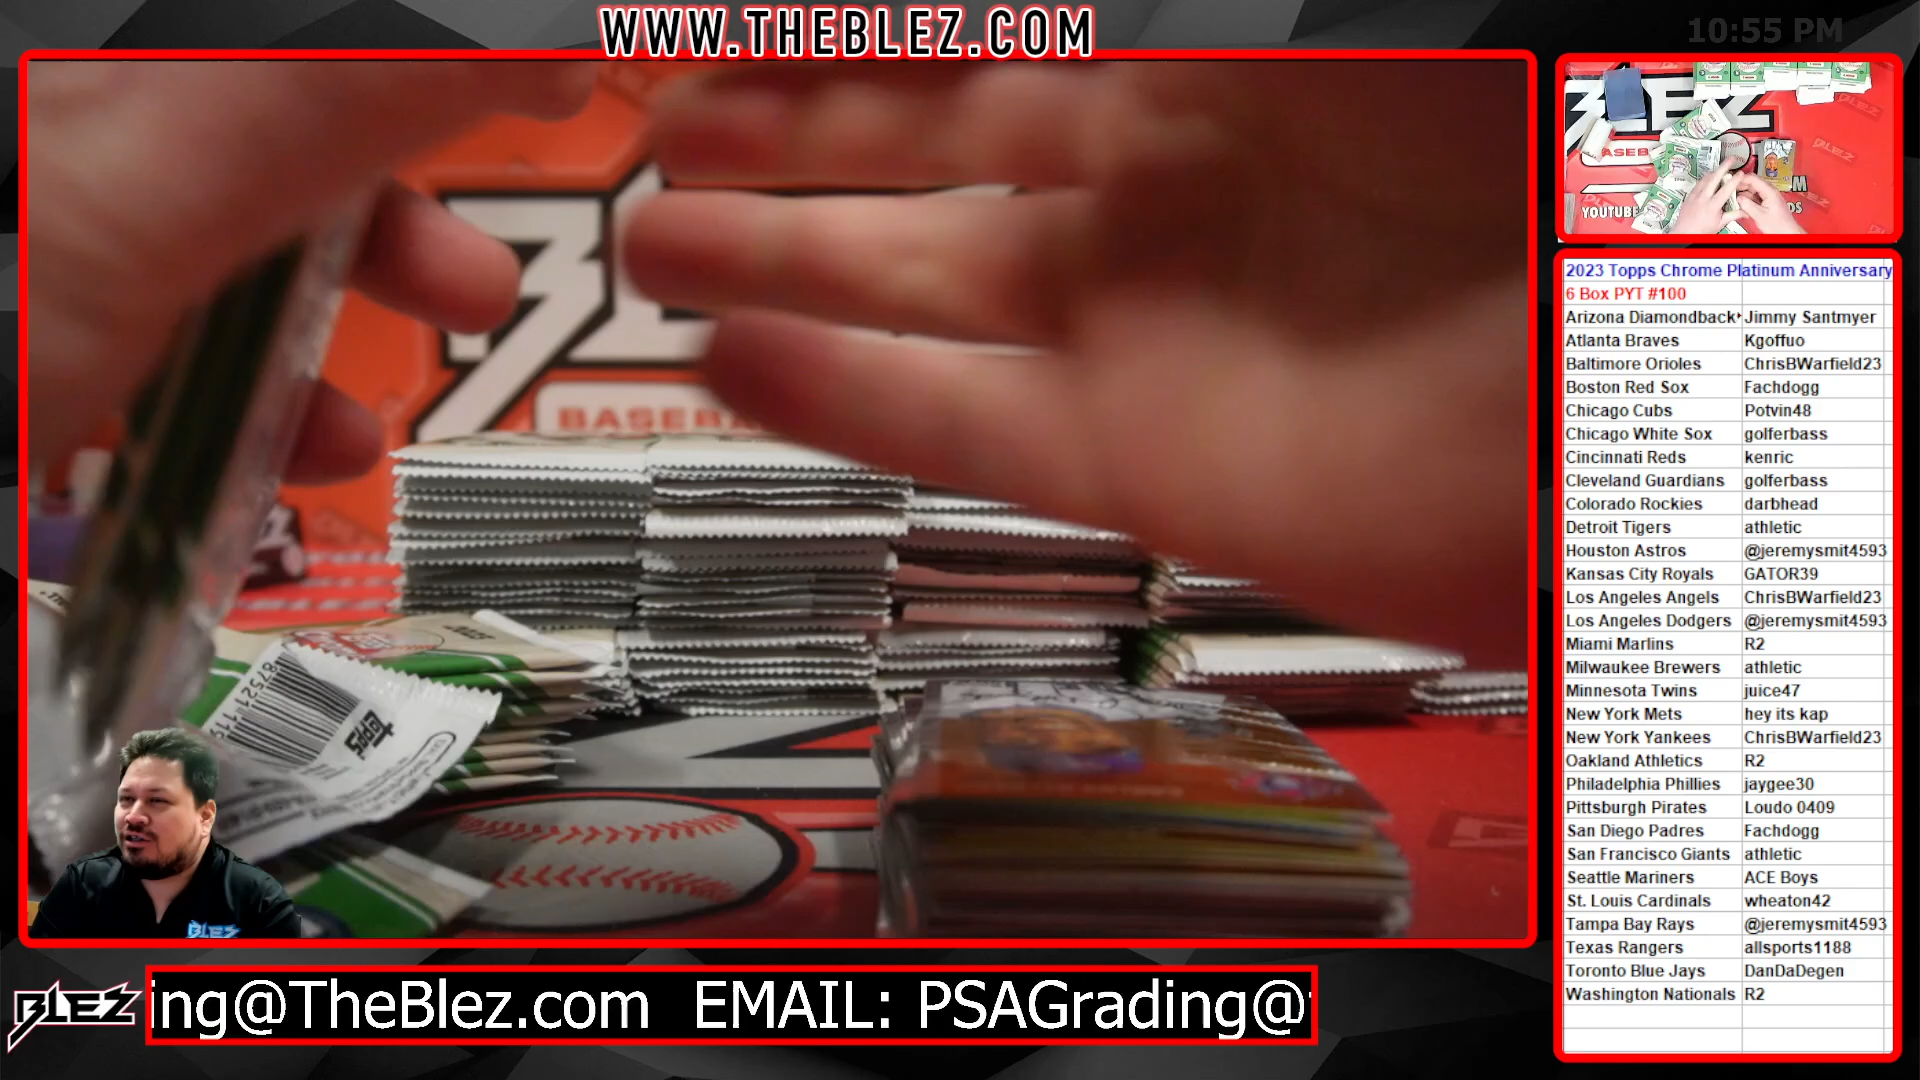 WWW.THEBLEZ.COM
10:55 PM
BLEZ
BASEB
YOUTUBE
BASEBA
TOPPS
BLEZ
2023 Topps Chrome Platinum Anniversary
6 Box PYT #100
Arizona Diamondback Jimmy Santmyer
Atlanta Braves Kgoffuo
Baltimore Orioles ChrisBWarfield23
Boston Red Sox Fachdogg
Chicago Cubs Potvin48
Chicago White Sox golferbass
Cincinnati Reds kenric
Cleveland Guardians golferbass
Colorado Rockies darbhead
Detroit Tigers athletic
Houston Astros @jeremysmit4593
Kansas City Royals GATOR39
Los Angeles Angels ChrisBWarfield23
Los Angeles Dodgers @jeremysmit4593
Miami Marlins R2
Milwaukee Brewers athletic
Minnesota Twins juice47
New York Mets hey its kap
New York Yankees ChrisBWarfield23
Oakland Athletics R2
Philadelphia Phillies jaygee30
Pittsburgh Pirates Loudo 0409
San Diego Padres Fachdogg
San Francisco Giants athletic
Seattle Mariners ACE Boys
St. Louis Cardinals wheaton42
Tampa Bay Rays @jeremysmit4593
Texas Rangers allsports1188
Toronto Blue Jays DanDaDegen
Washington Nationals R2
BLEZ
ing@TheBlez.com EMAIL: PSAGrading@